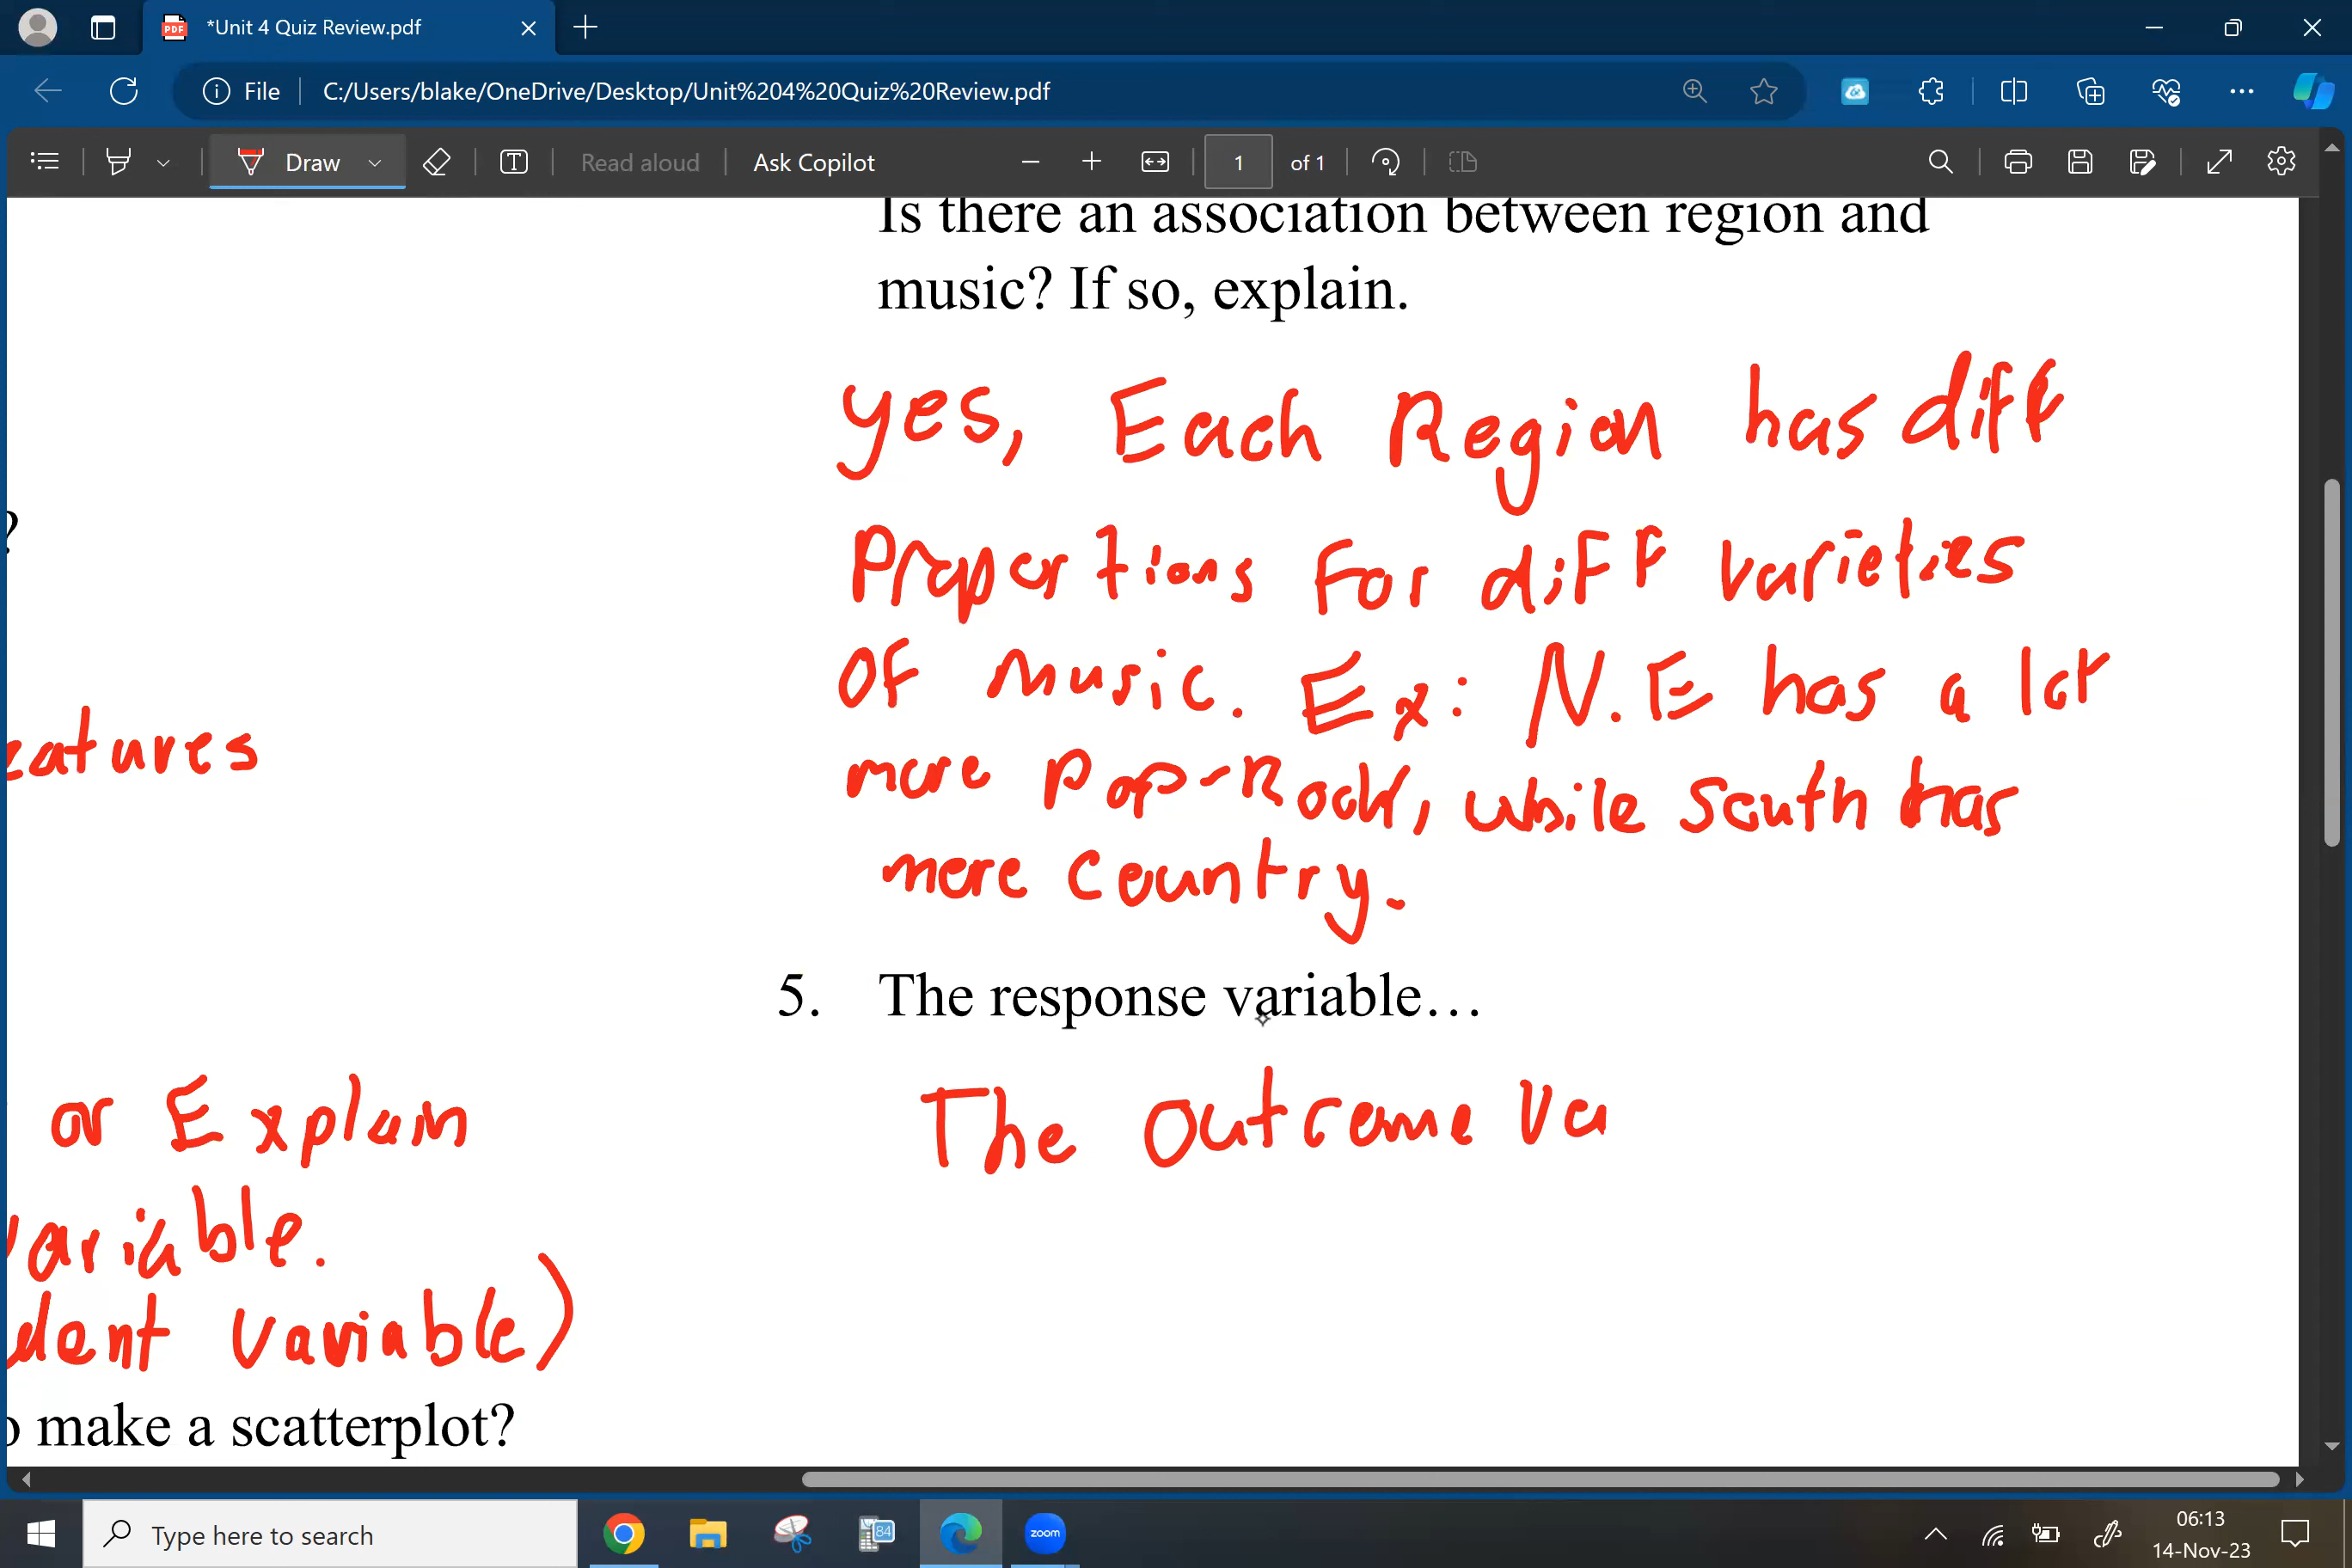 *Unit 4 Quiz Review.pdf
File
C:/Users/blake/OneDrive/Desktop/Unit%204%20Quiz%20Review.pdf
Draw
Read aloud
Ask Copilot
1
of 1
Is there an association between region and
music? If so, explain.
yes, Each Region has diff
Proportions For diff varieties
OF Music. Ex: N.E has a lot
more Pop-Rock, while South has
more country.
?
eatures
5. The response variable...
The Outcome Va
or Explain
variable.
dent variable)
o make a scatterplot?
Type here to search
84
zoom
06:13
14-Nov-23